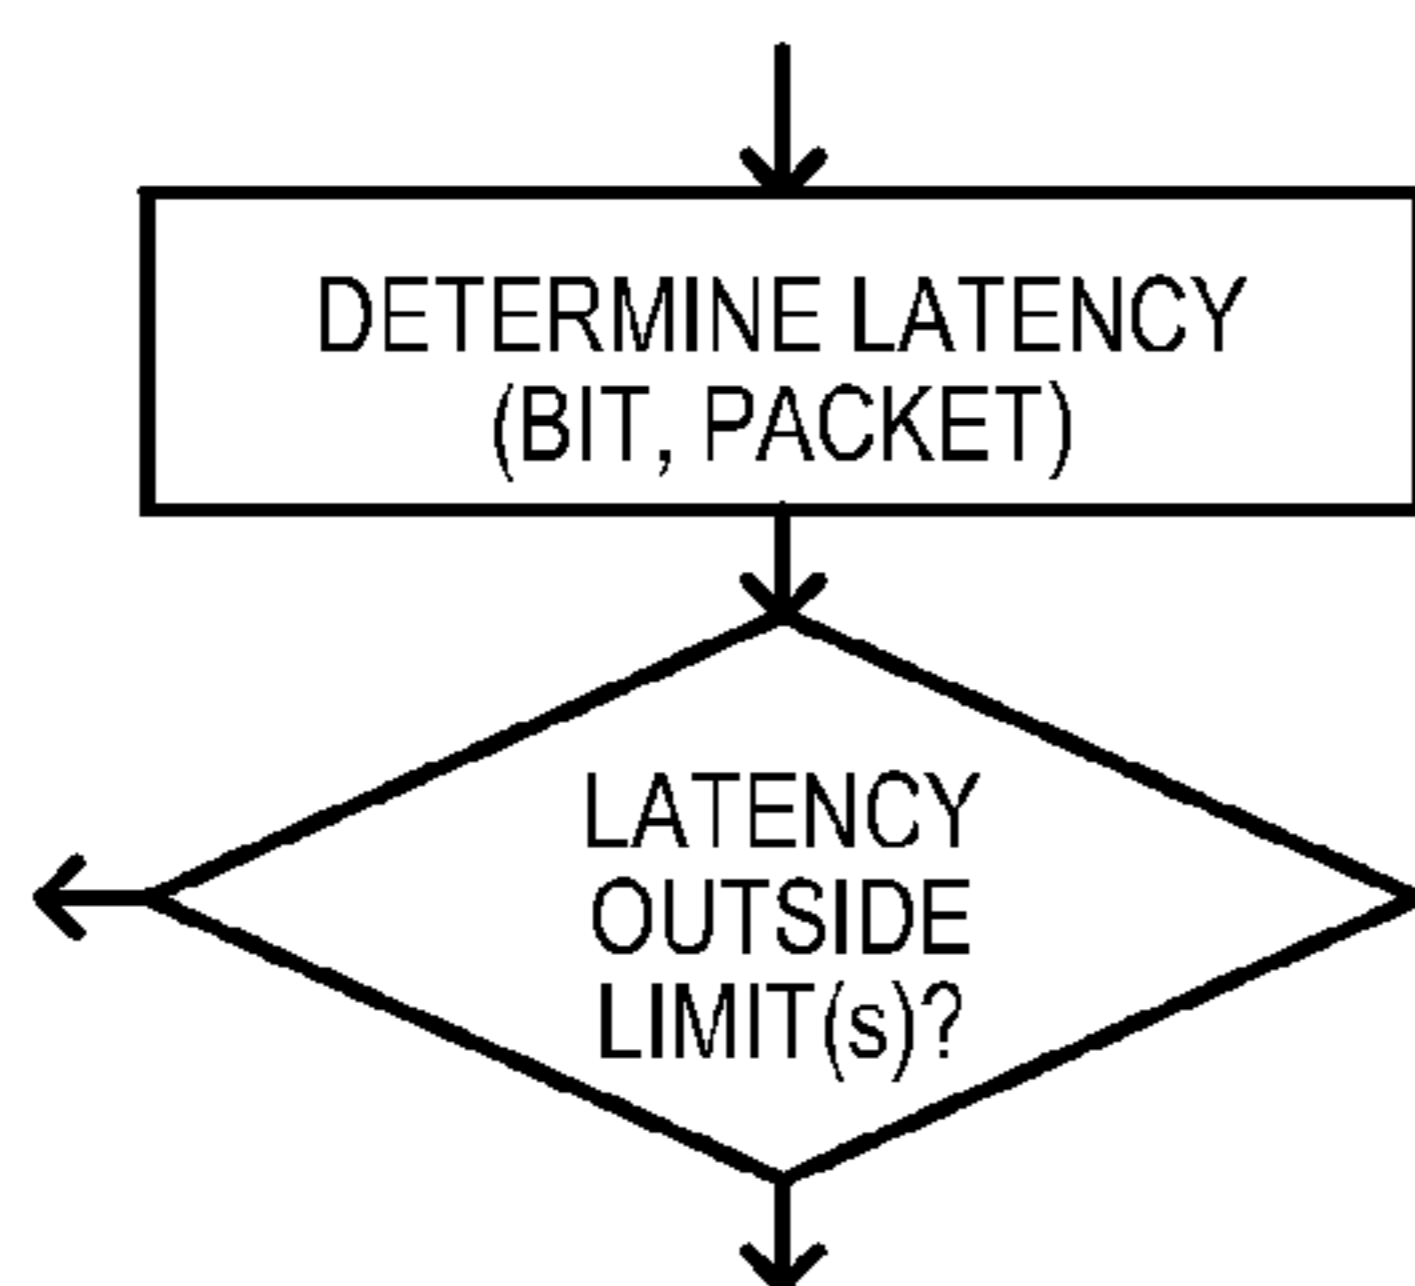 DETERMINE LATENCY
(BIT, PACKET)
LATENCY
OUTSIDE
LIMIT(s)?